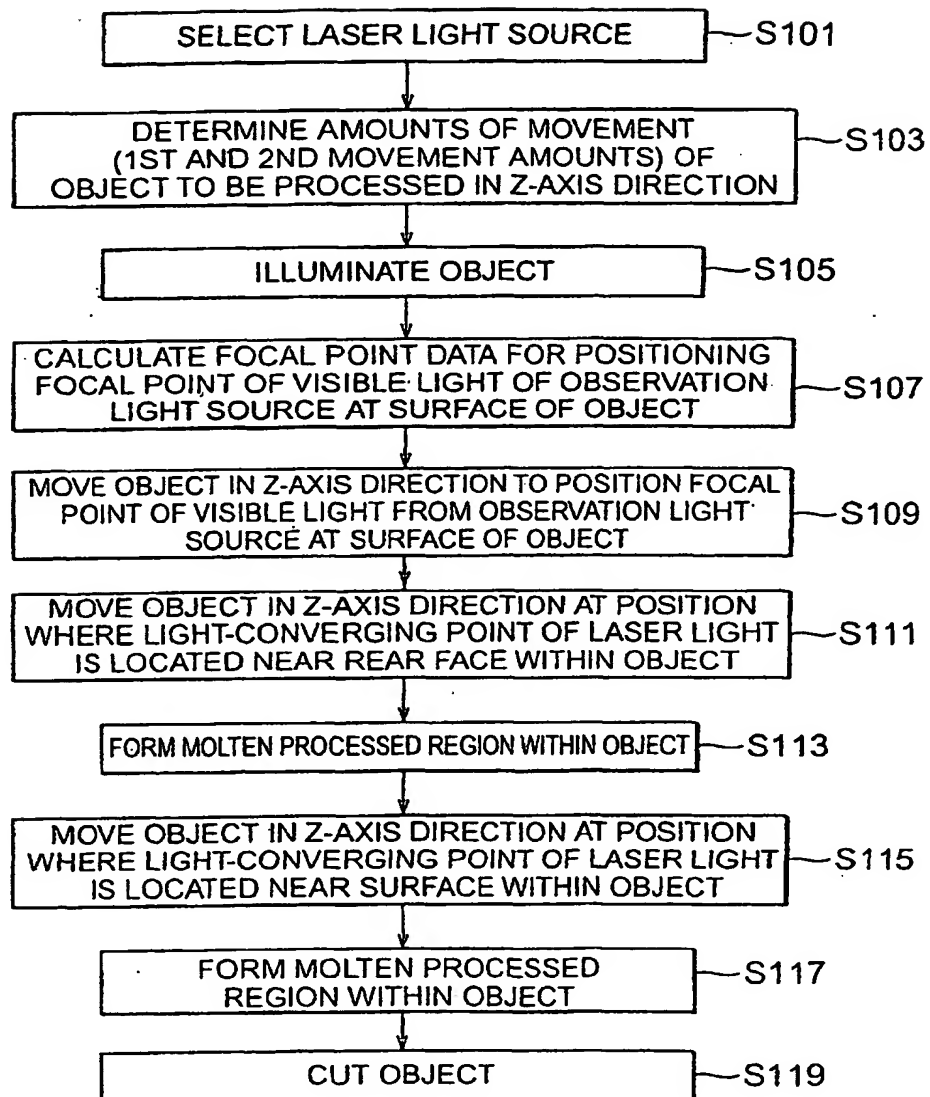 SELECT LASER LIGHT SOURCE
S101
DETERMINE AMOUNTS OF MOVEMENT
(1ST AND 2ND MOVEMENT AMOUNTS) OF
OBJECT TO BE PROCESSED IN Z-AXIS DIRECTION
S103
ILLUMINATE OBJECT
S105
CALCULATE FOCAL POINT DATA FOR POSITIONING
FOCAL POINT OF VISIBLE LIGHT OF OBSERVATION
LIGHT SOURCE AT SURFACE OF OBJECT
S107
MOVE OBJECT IN Z-AXIS DIRECTION TO POSITION FOCAL
POINT OF VISIBLE LIGHT FROM OBSERVATION LIGHT
SOURCE AT SURFACE OF OBJECT
S109
MOVE OBJECT IN Z-AXIS DIRECTION AT POSITION
WHERE LIGHT-CONVERGING POINT OF LASER LIGHT
IS LOCATED NEAR REAR FACE WITHIN OBJECT
S111
FORM MOLTEN PROCESSED REGION WITHIN OBJECT
S113
MOVE OBJECT IN Z-AXIS DIRECTION AT POSITION
WHERE LIGHT-CONVERGING POINT OF LASER LIGHT
IS LOCATED NEAR SURFACE WITHIN OBJECT
S115
FORM MOLTEN PROCESSED
REGION WITHIN OBJECT
S117
CUT OBJECT
S119